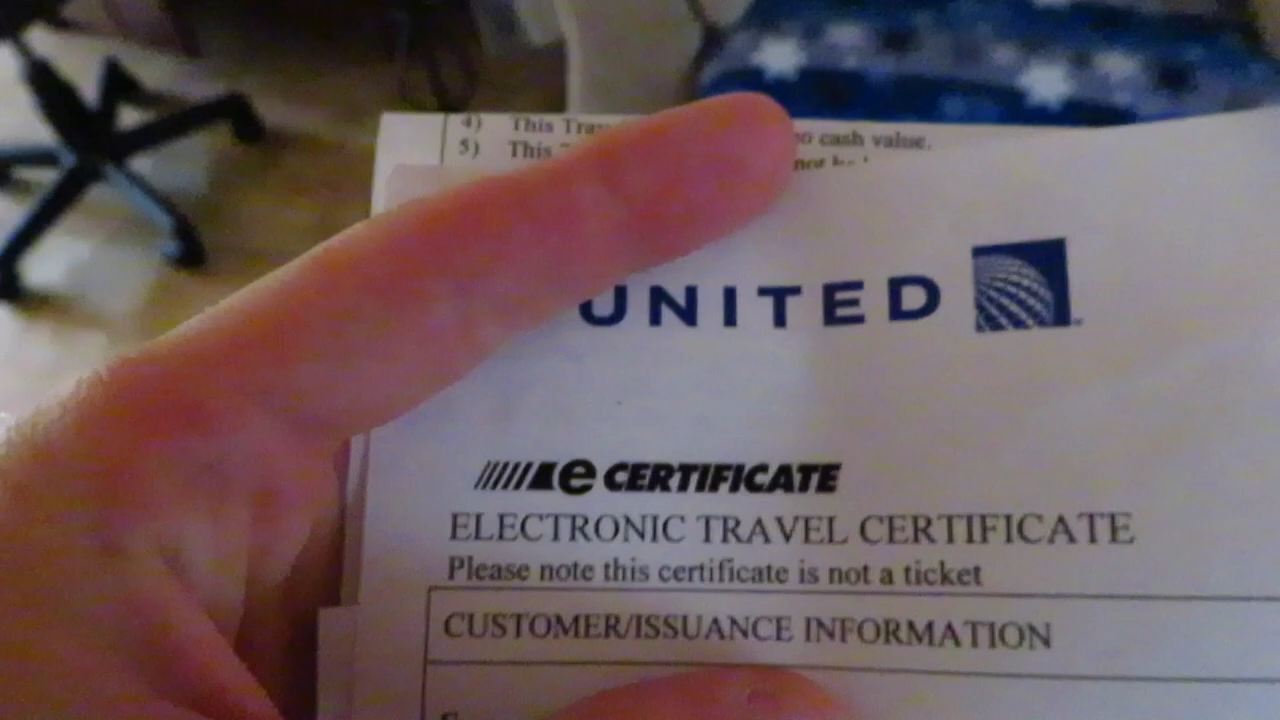 4) This cash value.
5) This not
UNITED
e CERTIFICATE
ELECTRONIC TRAVEL CERTIFICATE
Please note this certificate is not a ticket
CUSTOMER/ISSUANCE INFORMATION